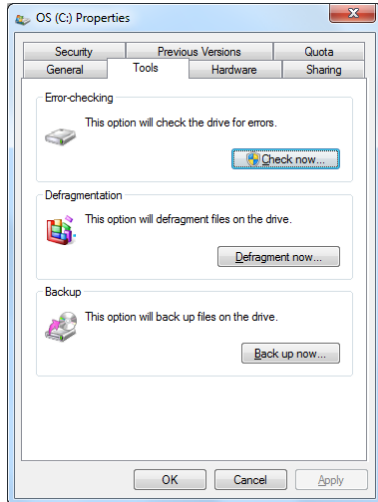 OS (C:) Properties
Security Previous Versions Quota
General Tools Hardware Sharing
Error-checking
This option will check the drive for errors.
Check now...
Defragmentation
This option will defragment files on the drive.
Defragment now...
Backup
This option will back up files on the drive.
Back up now...
OK Cancel Apply